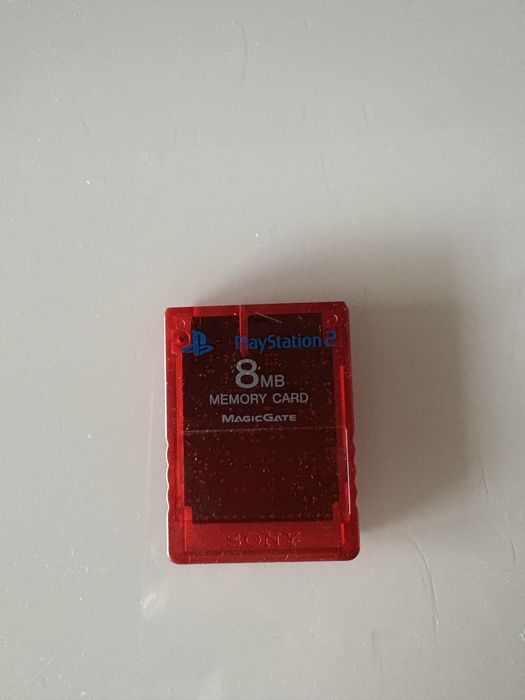 PlayStation 2
8MB
MEMORY CARD
MAGICGATE
SONY